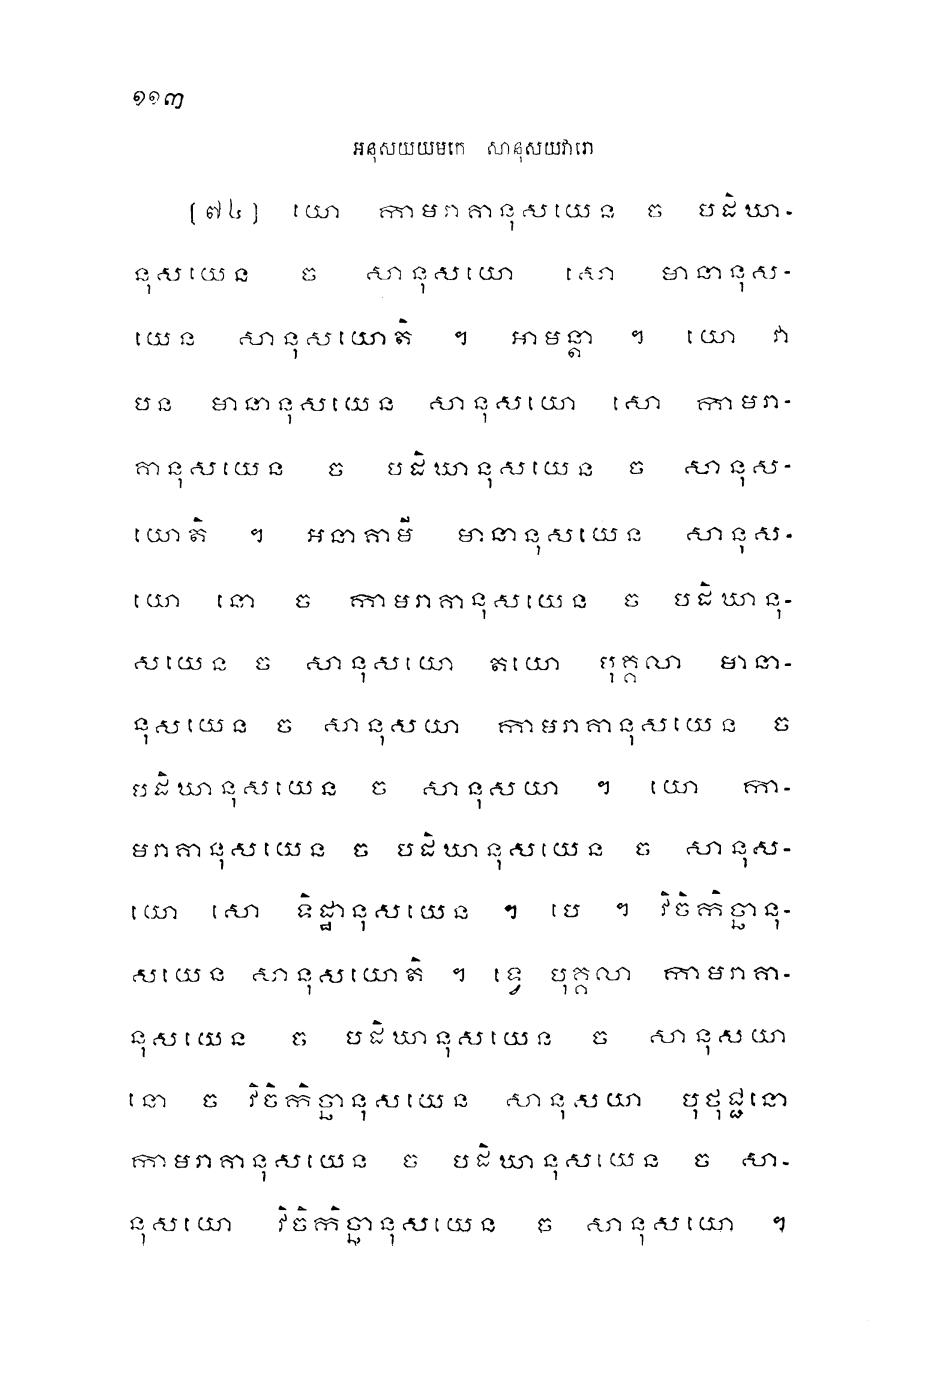 ១១៣
អនុសយយមកេ សានុសយវារោ
(៧៤) យោ កាមរាគានុសយេន ច បដិឃា-
នុសយេន ច សានុសយោ សោ មានានុស-
យេន សានុសយោតិ ។ អាមន្តា ។ យោ វា
បន មានានុសយេន សានុសយោ សោ កាមរា-
គានុសយេន ច បដិឃានុសយេន ច សានុស-
យោតិ ។ អនាគាមី មានានុសយេន សានុស-
យោ នោ ច កាមរាគានុសយេន ច បដិឃានុ-
សយេន ច សានុសយោ តយោ បុគ្គលា មានា-
នុសយេន ច សានុសយា កាមរាគានុសយេន ច
បដិឃានុសយេន ច សានុសយា ។ យោ កា-
មរាគានុសយេន ច បដិឃានុសយេន ច សានុស-
យោ សោ ទិដ្ឋានុសយេន ។ បេ ។ វិចិកិច្ឆានុ-
សយេន សានុសយោតិ ។ ទ្វេ បុគ្គលា កាមរាគា-
នុសយេន ច បដិឃានុសយេន ច សានុសយា
នោ ច វិចិកិច្ឆានុសយេន សានុសយា បុថុជ្ជនោ
កាមរាគានុសយេន ច បដិឃានុសយេន ច សា-
នុសយោ វិចិកិច្ឆានុសយេន ច សានុសយោ ។